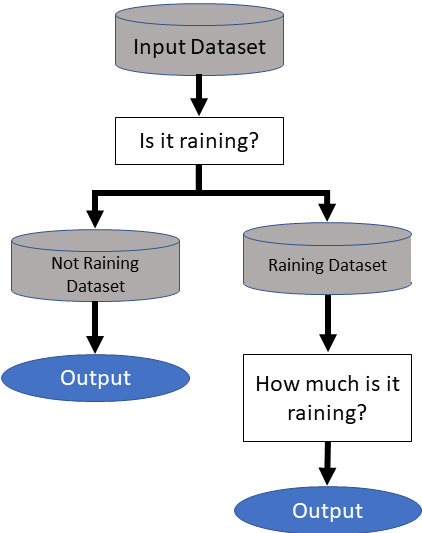 Input Dataset
Is it raining?
Not Raining
Dataset
Raining Dataset
Output
How much is it
raining?
Output